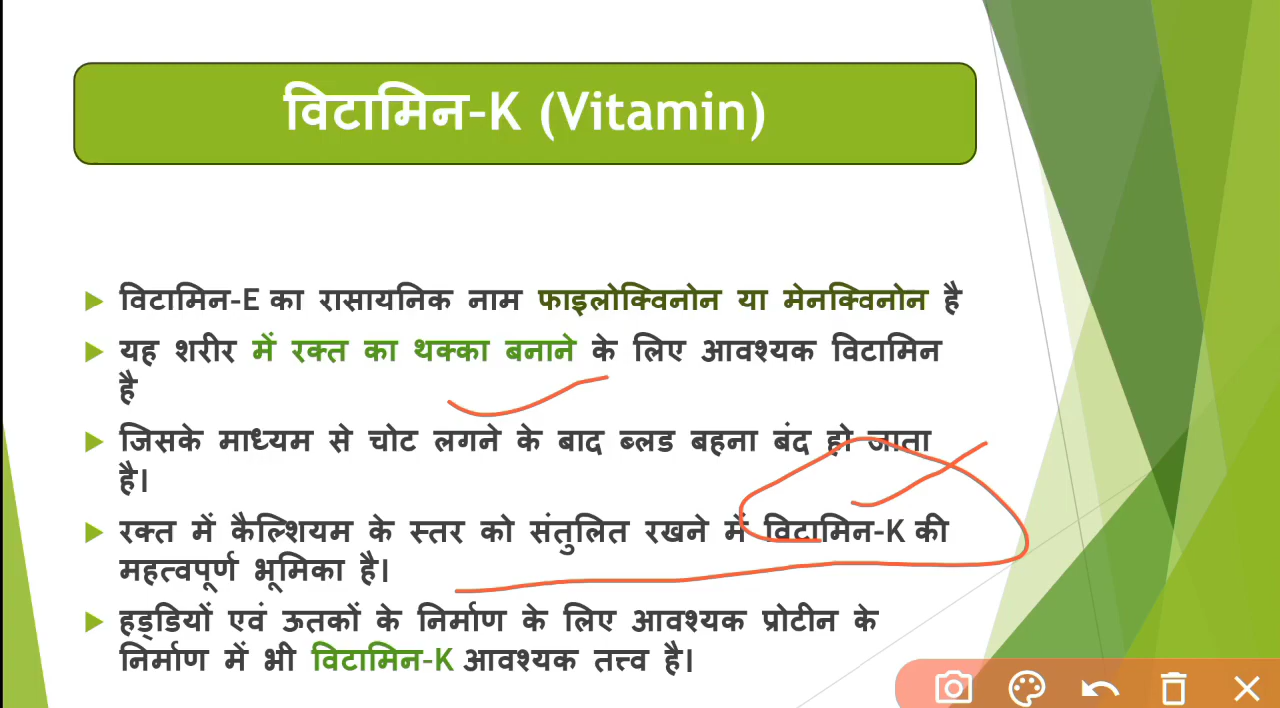 विटामिन-K (Vitamin)
विटामिन-E का रासायनिक नाम फाइलोक्विनोन या मेनक्विनोन है
यह शरीर में रक्त का थक्का बनाने के लिए आवश्यक विटामिन
है
जिसके माध्यम से चोट लगने के बाद ब्लड बहना बंद हो जाता
है।
रक्त में कैल्शियम के स्तर को संतुलित रखने में विटामिन-K की
महत्वपूर्ण भूमिका है।
हड्डियों एवं ऊतकों के निर्माण के लिए आवश्यक प्रोटीन के
निर्माण में भी विटामिन-K आवश्यक तत्त्व है।